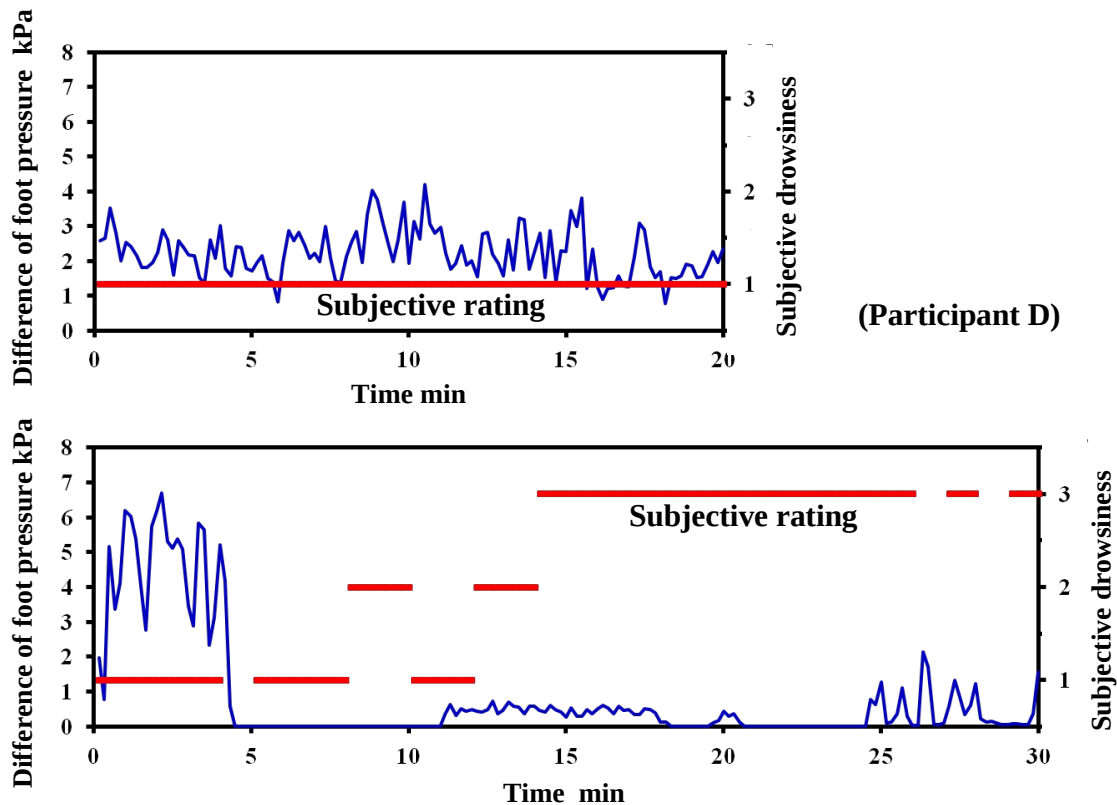 Difference of foot pressure  kPa
8
7
6
5
4
3
2
1
0
0 5 10 15 20
Time min
3
2
1
Subjective drowsiness
Subjective rating
(Participant D)
Difference of foot pressure kPa
8
7
6
5
4
3
2
1
0
0 5 10 15 20 25 30
Time  min
3
2
1
Subjective drowsiness
Subjective rating